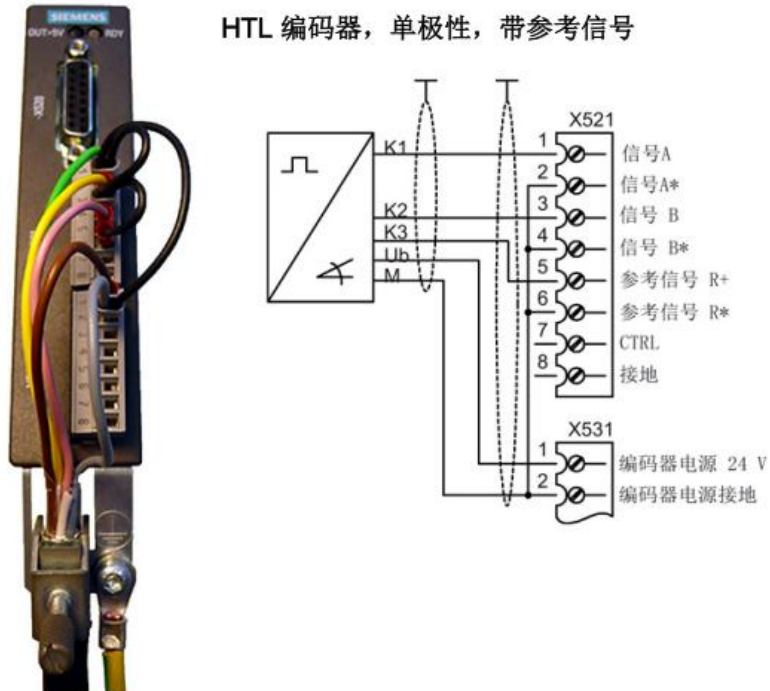 HTL 编码器，单极性，带参考信号
SIEMENS
OUT>5V
RDY
-X520
X521
K1
1
信号A
2
信号A*
K2
3
信号 B
K3
4
信号 B*
Ub
5
参考信号 R+
M
6
参考信号 R*
7
CTRL
8
接地
X531
1
编码器电源 24 V
2
编码器电源接地